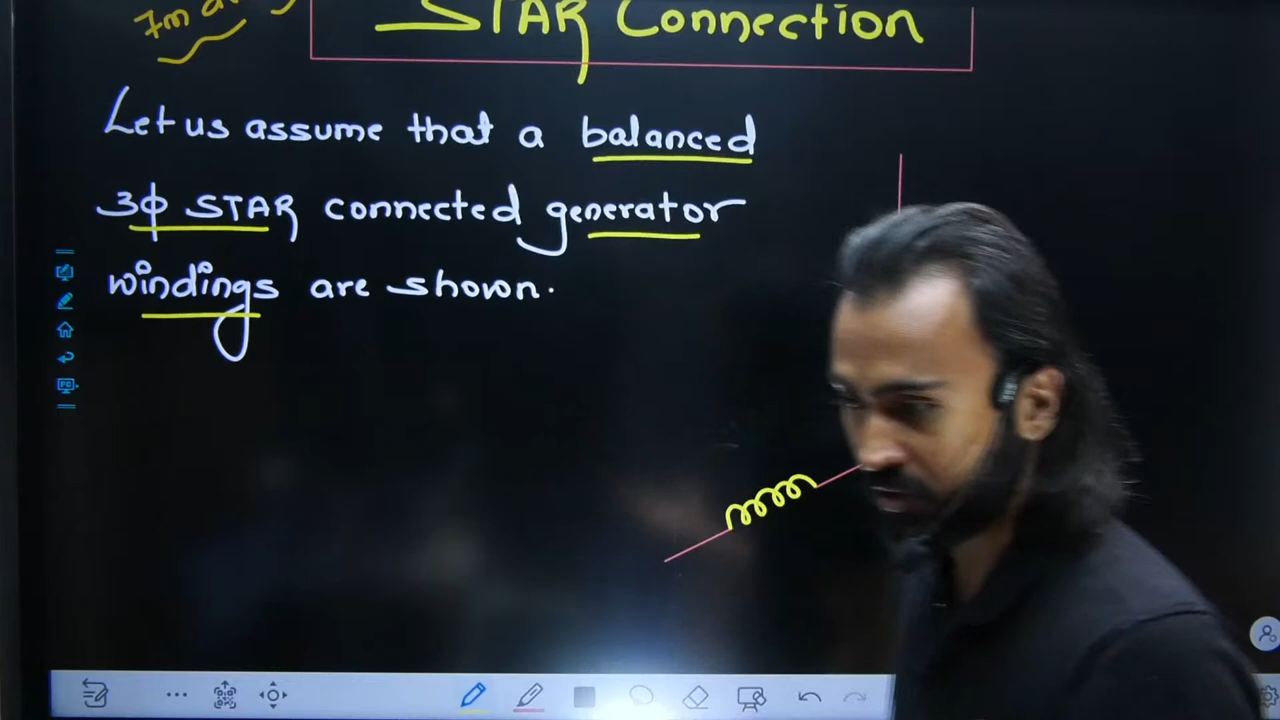 STAR Connection
Let us assume that a balanced
3ϕ STAR connected generator
windings are shown.